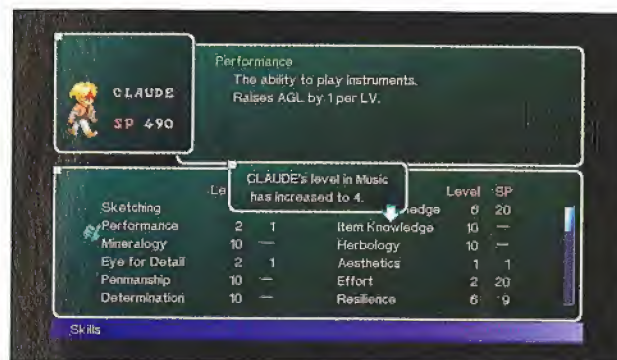 Performance
The ability to play instruments.
Raises AGL by 1 per LV.
CLAUDE
SP 490
CLAUDE's level in Music
has increased to 4.
Level SP
Sketching 6 20
Performance 2 1 Item Knowledge 10 —
Mineralogy 10 — Herbology 10 —
Eye for Detail 2 1 Aesthetics 1 1
Penmanship 10 — Effort 2 20
Determination 10 — Resilience 6 9
Skills